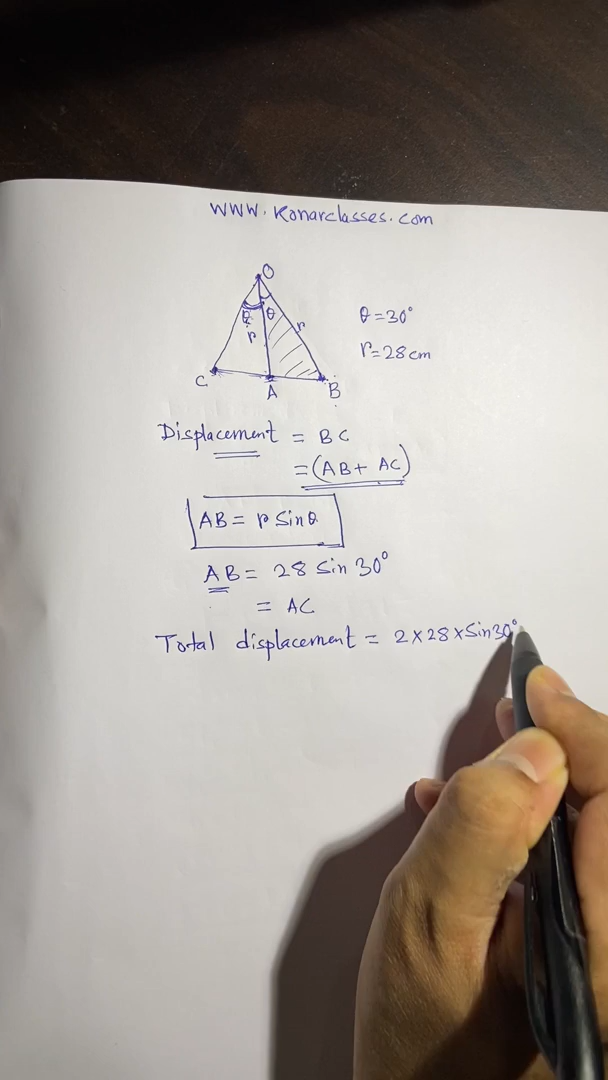 WWW.Konarclasses.com
O
θ θ
r r
θ=30°
r=28cm
C A B
Displacement = BC
=(AB+ AC)
AB= r Sinθ
AB= 28 Sin 30°
= AC
Total displacement = 2×28×Sin30°